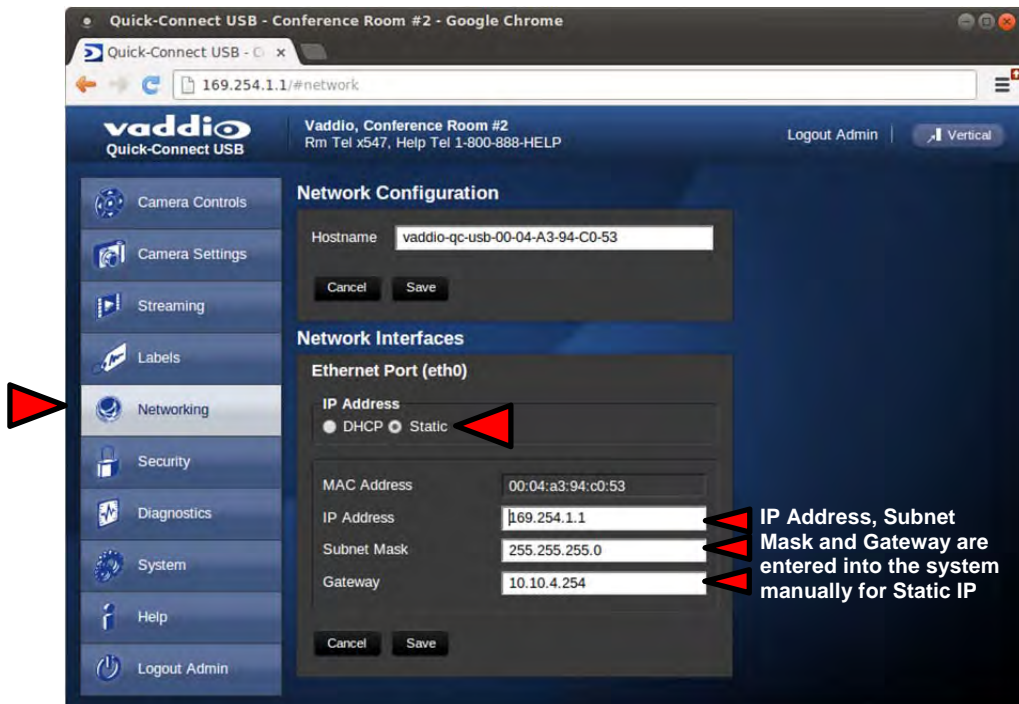 Quick-Connect USB - Conference Room #2 - Google Chrome
Quick-Connect USB - C
169.254.1.1/#network
vaddio
Quick-Connect USB
Vaddio, Conference Room #2
Rm Tel x547, Help Tel 1-800-888-HELP
Logout Admin
Vertical
Camera Controls
Camera Settings
Streaming
Labels
Networking
Security
Diagnostics
System
Help
Logout Admin
Network Configuration
Hostname vaddio-qc-usb-00-04-A3-94-C0-53
Cancel Save
Network Interfaces
Ethernet Port (eth0)
IP Address
DHCP Static
MAC Address 00:04:a3:94:c0:53
IP Address 169.254.1.1
Subnet Mask 255.255.255.0
Gateway 10.10.4.254
Cancel Save
IP Address, Subnet
Mask and Gateway are
entered into the system
manually for Static IP